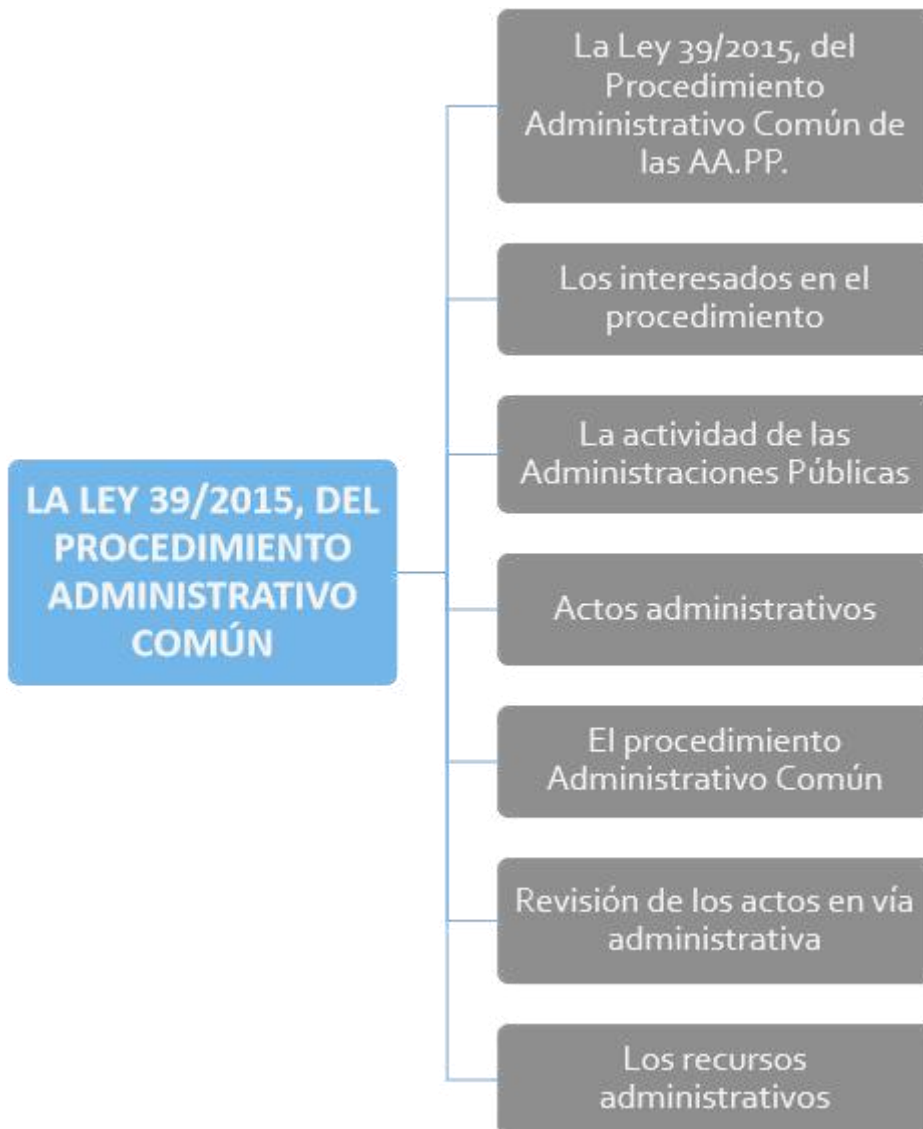 LA LEY 39/2015, DEL
PROCEDIMIENTO
ADMINISTRATIVO
COMÚN
La Ley 39/2015, del
Procedimiento
Administrativo Común de
las AA.PP.
Los interesados en el
procedimiento
La actividad de las
Administraciones Públicas
Actos administrativos
El procedimiento
Administrativo Común
Revisión de los actos en vía
administrativa
Los recursos
administrativos